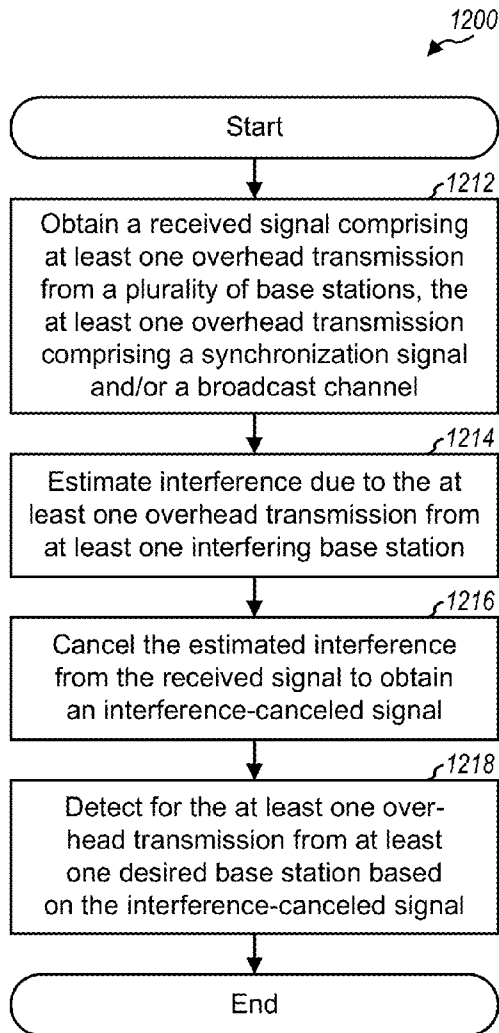 1200
Start
1212
Obtain a received signal comprising
at least one overhead transmission
from a plurality of base stations, the
at least one overhead transmission
comprising a synchronization signal
and/or a broadcast channel
1214
Estimate interference due to the at
least one overhead transmission from
at least one interfering base station
1216
Cancel the estimated interference
from the received signal to obtain
an interference-canceled signal
1218
Detect for the at least one over-
head transmission from at least
one desired base station based
on the interference-canceled signal
End